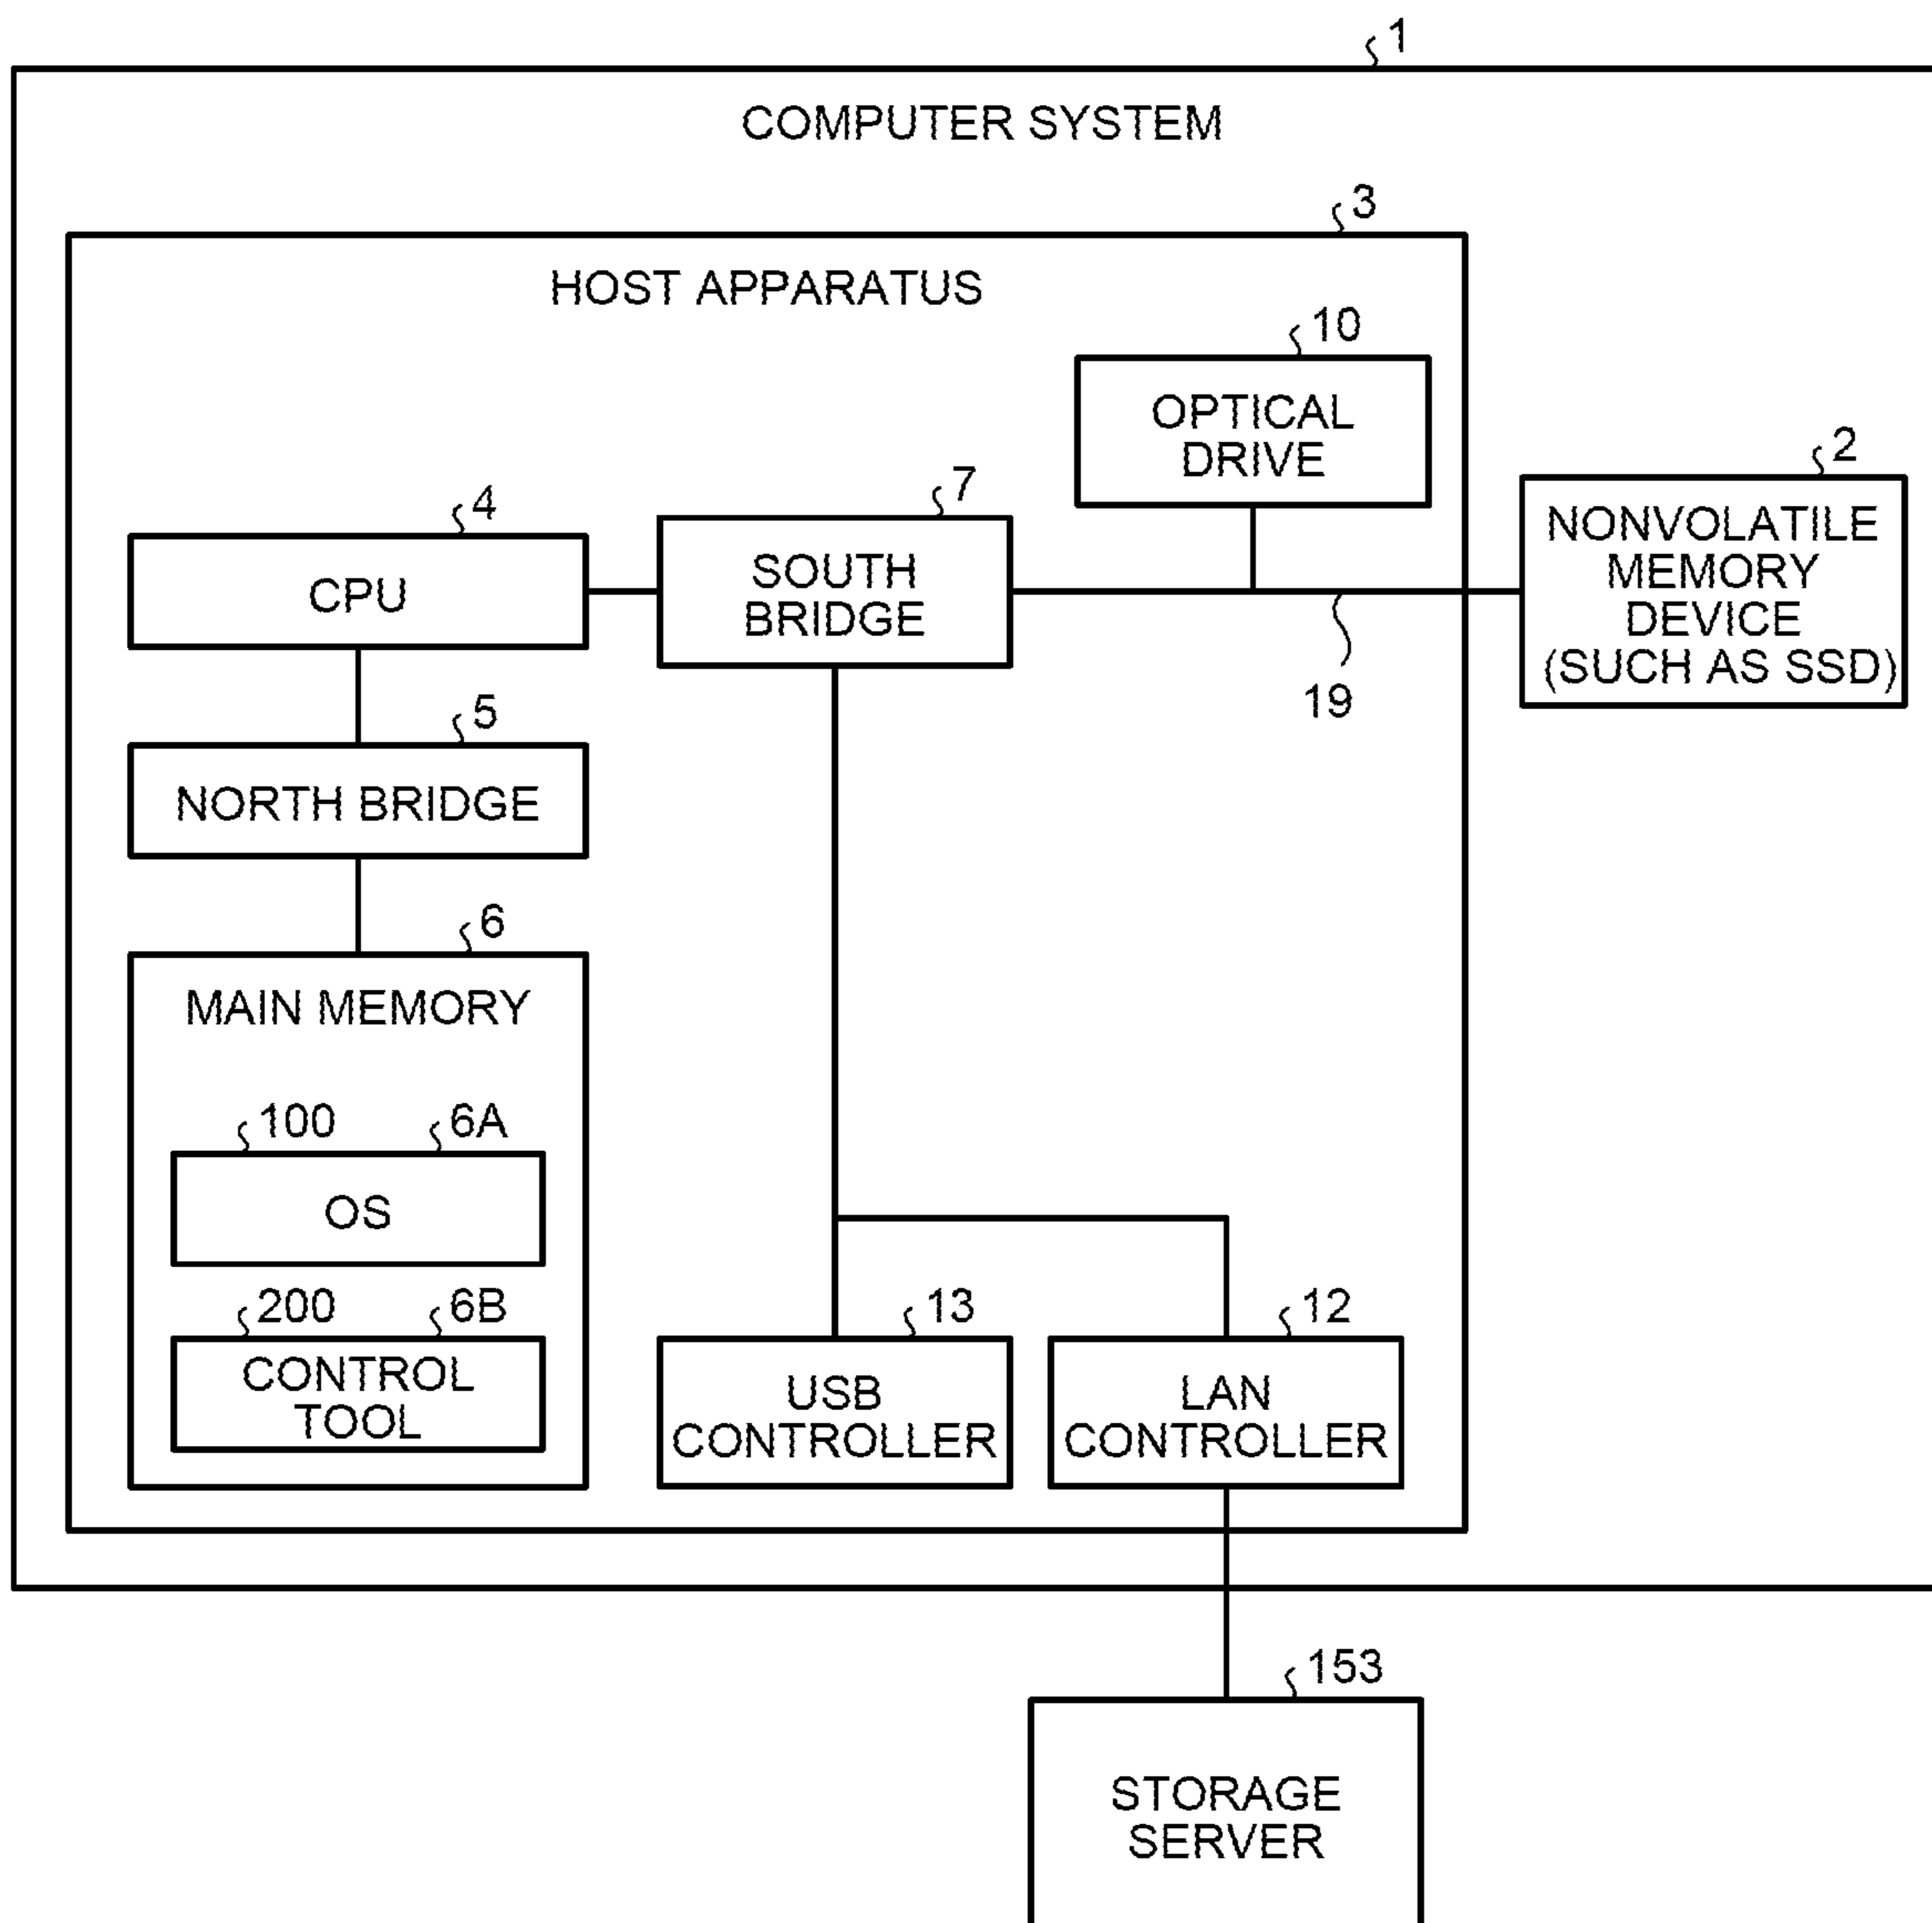 1
COMPUTER SYSTEM
3
HOST APPARATUS
10
OPTICAL
DRIVE
2
NONVOLATILE
MEMORY
DEVICE
(SUCH AS SSD)
7
SOUTH
BRIDGE
4
CPU
19
5
NORTH BRIDGE
6
MAIN MEMORY
100 6A
OS
200 6B
CONTROL
TOOL
13
USB
CONTROLLER
12
LAN
CONTROLLER
153
STORAGE
SERVER